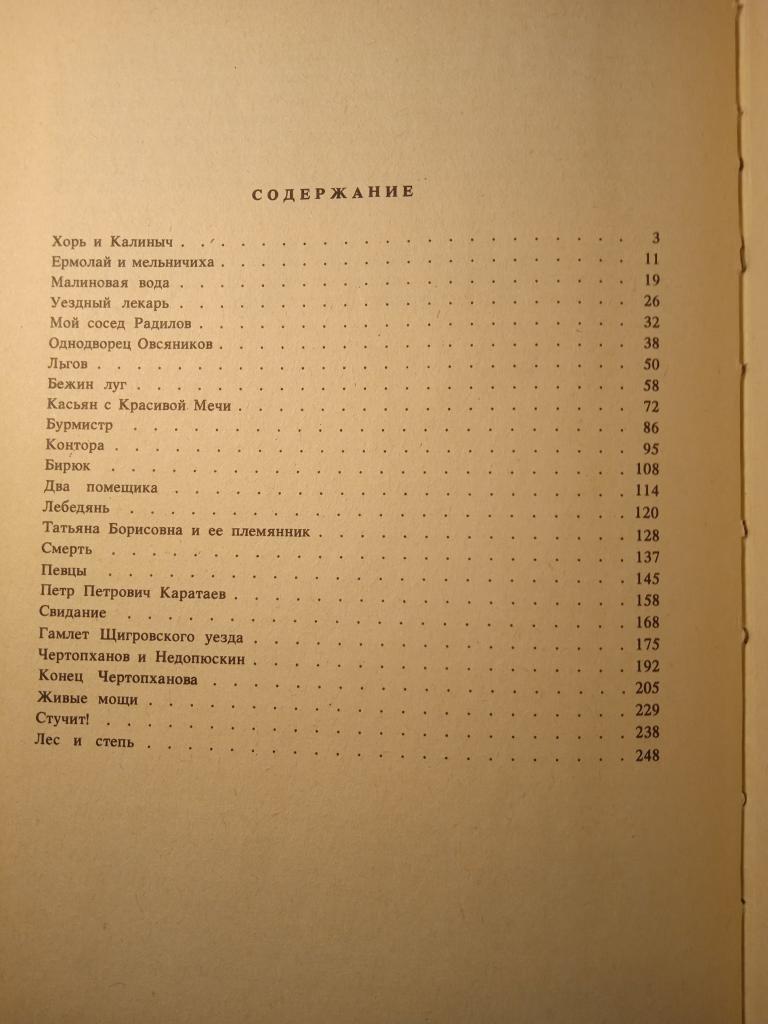 СОДЕРЖАНИЕ
Хорь и Калиныч . . . . . . . . . . . . . . . . . . . . 3
Ермолай и мельничиха . . . . . . . . . . . . . . . . . . . . 11
Малиновая вода . . . . . . . . . . . . . . . . . . . . 19
Уездный лекарь . . . . . . . . . . . . . . . . . . . . 26
Мой сосед Радилов . . . . . . . . . . . . . . . . . . . . 32
Однодворец Овсяников . . . . . . . . . . . . . . . . . . . . 38
Льгов . . . . . . . . . . . . . . . . . . . . 50
Бежин луг . . . . . . . . . . . . . . . . . . . . 58
Касьян с Красивой Мечи . . . . . . . . . . . . . . . . . . . . 72
Бурмистр . . . . . . . . . . . . . . . . . . . . 86
Контора . . . . . . . . . . . . . . . . . . . . 95
Бирюк . . . . . . . . . . . . . . . . . . . . 108
Два помещика . . . . . . . . . . . . . . . . . . . . 114
Лебедянь . . . . . . . . . . . . . . . . . . . . 120
Татьяна Борисовна и ее племянник . . . . . . . . . . . . . . . . 128
Смерть . . . . . . . . . . . . . . . . . . . . 137
Певцы . . . . . . . . . . . . . . . . . . . . 145
Петр Петрович Каратаев . . . . . . . . . . . . . . . . . . . . 158
Свидание . . . . . . . . . . . . . . . . . . . . 168
Гамлет Щигровского уезда . . . . . . . . . . . . . . . . . . . 175
Чертопханов и Недопюскин . . . . . . . . . . . . . . . . . . . 192
Конец Чертопханова . . . . . . . . . . . . . . . . . . . . 205
Живые мощи . . . . . . . . . . . . . . . . . . . . 229
Стучит! . . . . . . . . . . . . . . . . . . . . 238
Лес и степь . . . . . . . . . . . . . . . . . . . . 248